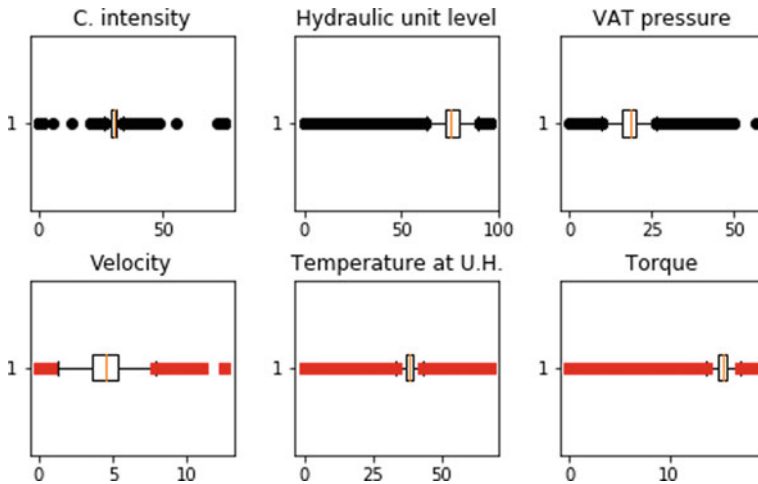 C. intensity
Hydraulic unit level
VAT pressure
1
1
1
0 50
0 50 100
0 25 50
Velocity
Temperature at U.H.
Torque
1
1
1
0 5 10
0 25 50
0 10